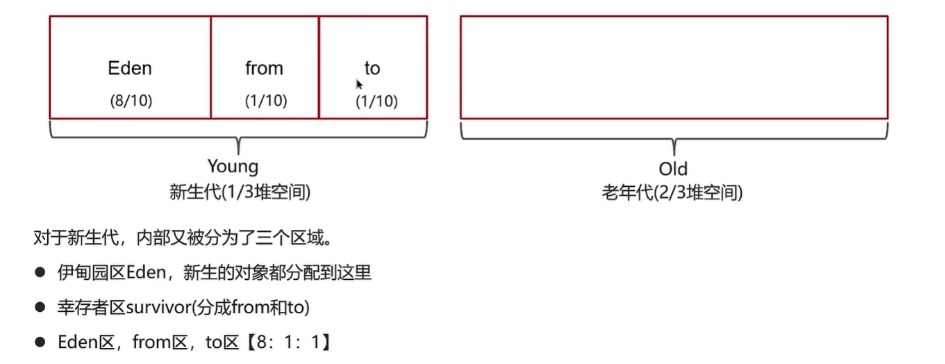 Eden
from
to
(8/10)
(1/10)
(1/10)
Young
新生代(1/3堆空间)
Old
老年代(2/3堆空间)
对于新生代，内部又被分为了三个区域。
● 伊甸园区Eden，新生的对象都分配到这里
● 幸存者区survivor(分成from和to)
● Eden区，from区，to区【8：1：1】